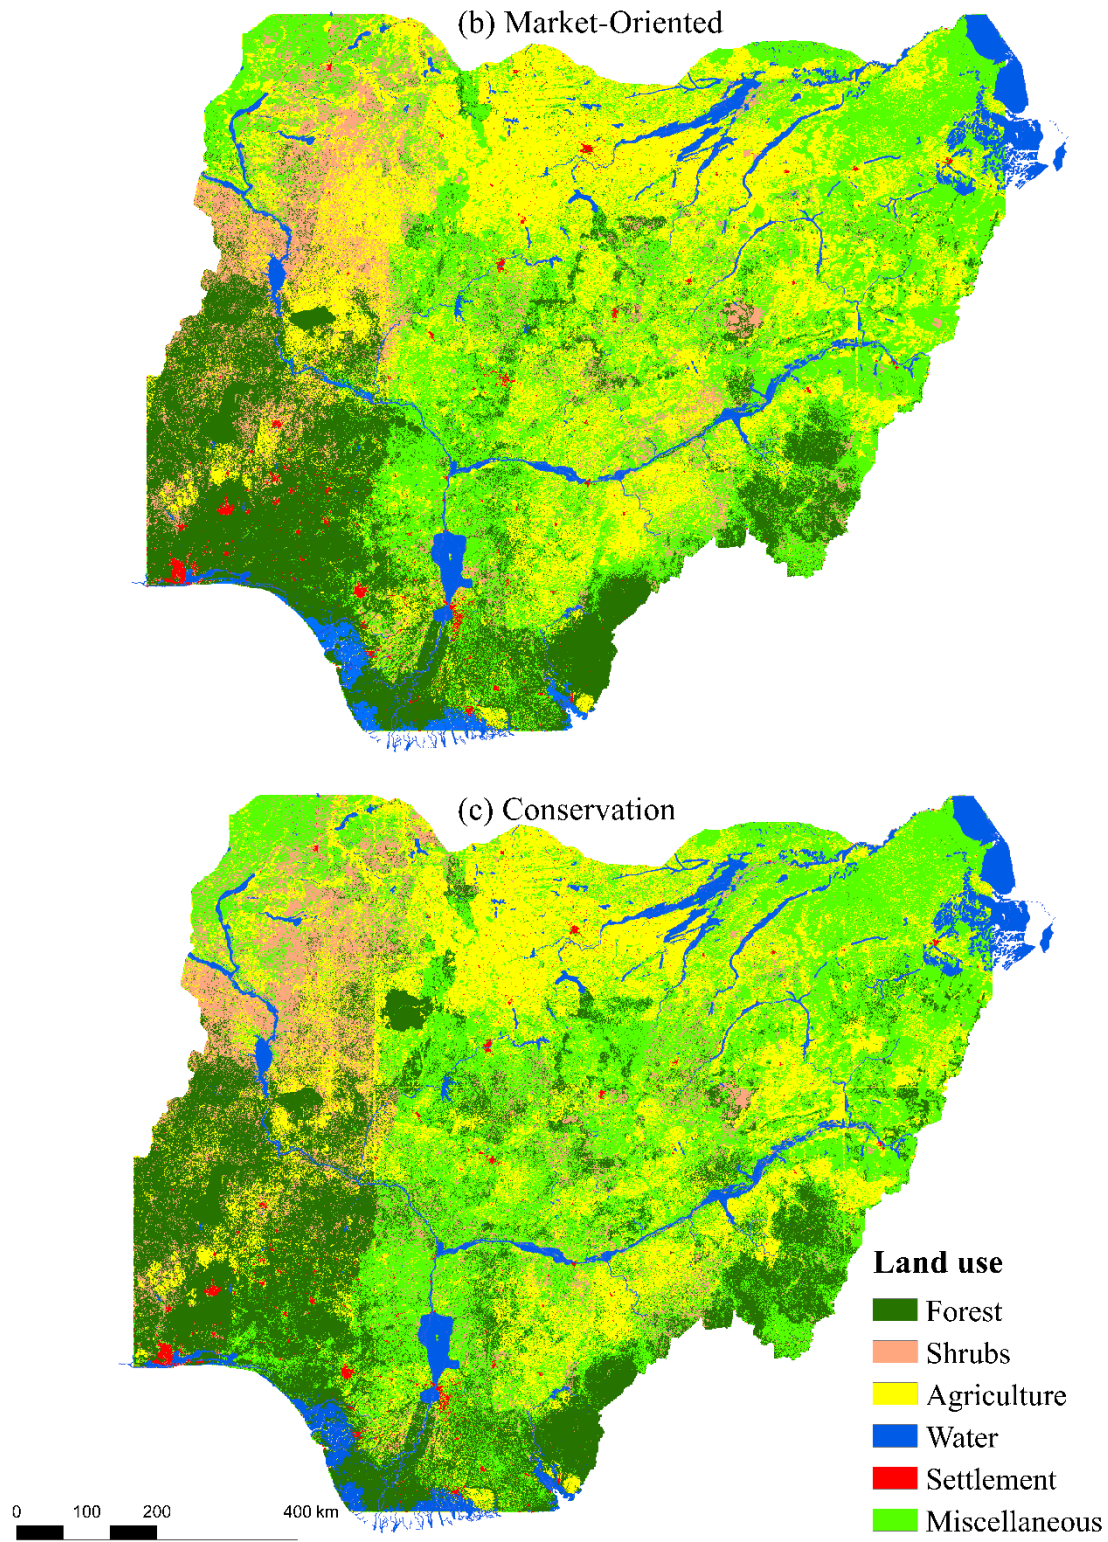 (b) Market-Oriented
(c) Conservation
Land use
Forest
Shrubs
Agriculture
Water
Settlement
Miscellaneous
0 100 200 400 km